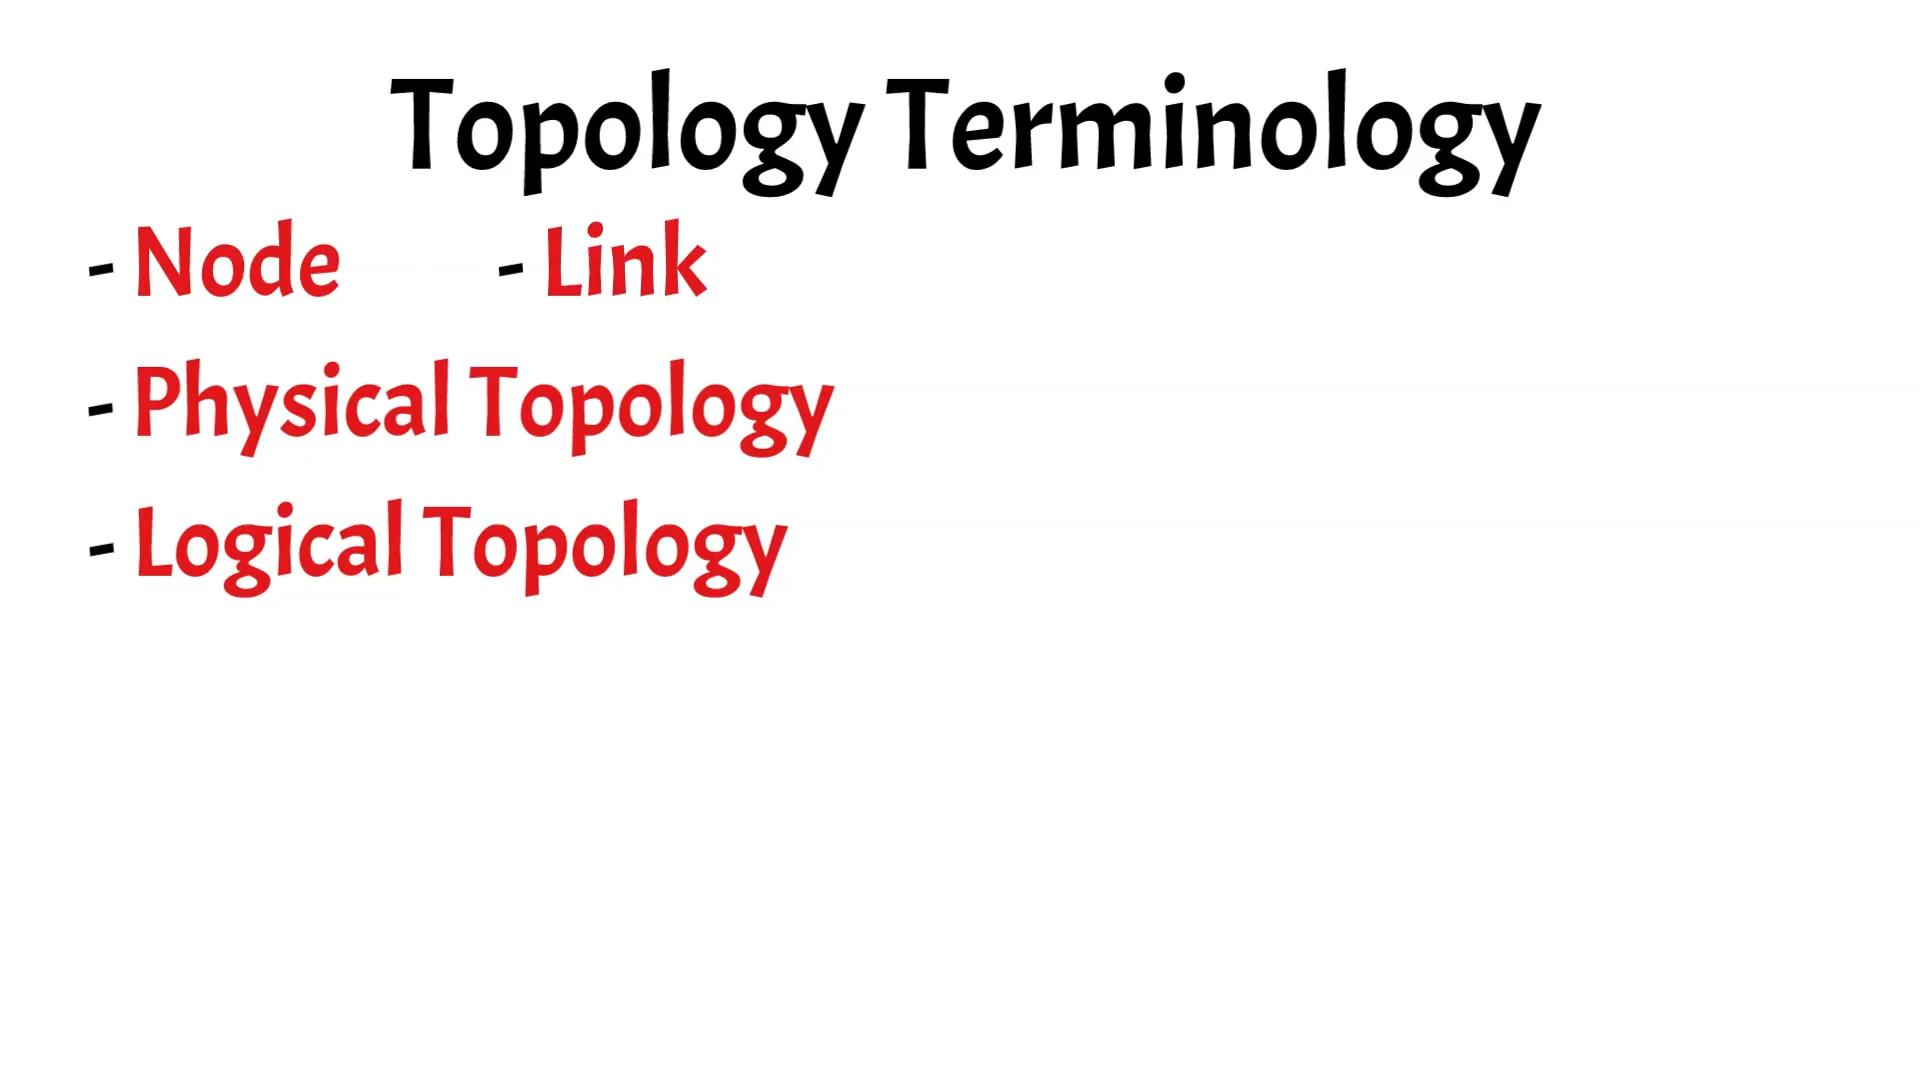 Topology Terminology
- Node - Link
- Physical Topology
- Logical Topology